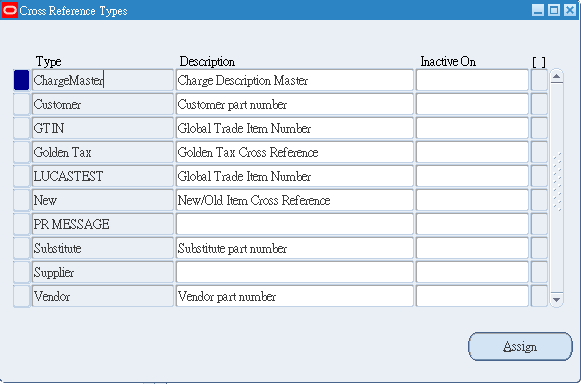 Cross Reference Types
Type Description Inactive On [ ]
ChargeMaster Charge Description Master
Customer Customer part number
GTIN Global Trade Item Number
Golden Tax Golden Tax Cross Reference
LUCASTEST Global Trade Item Number
New New/Old Item Cross Reference
PR MESSAGE
Substitute Substitute part number
Supplier
Vendor Vendor part number
Assign